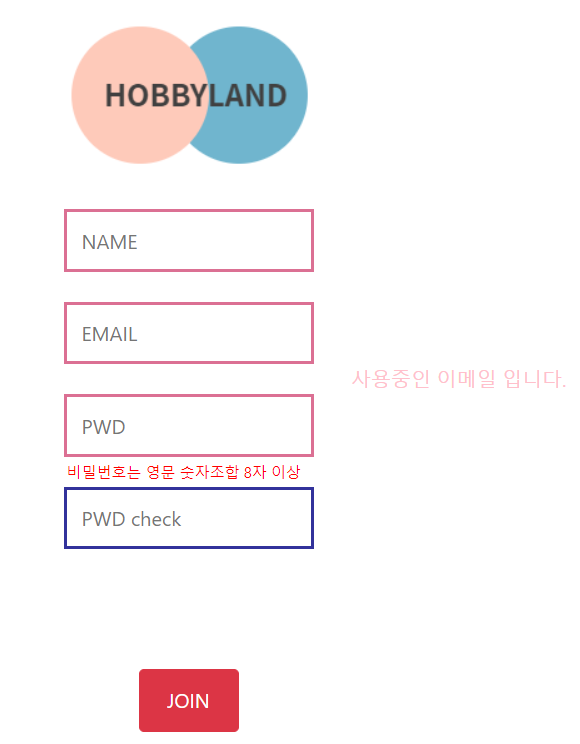 HOBBYLAND
NAME
EMAIL
사용중인 이메일 입니다.
PWD
비밀번호는 영문 숫자조합 8자 이상
PWD check
JOIN